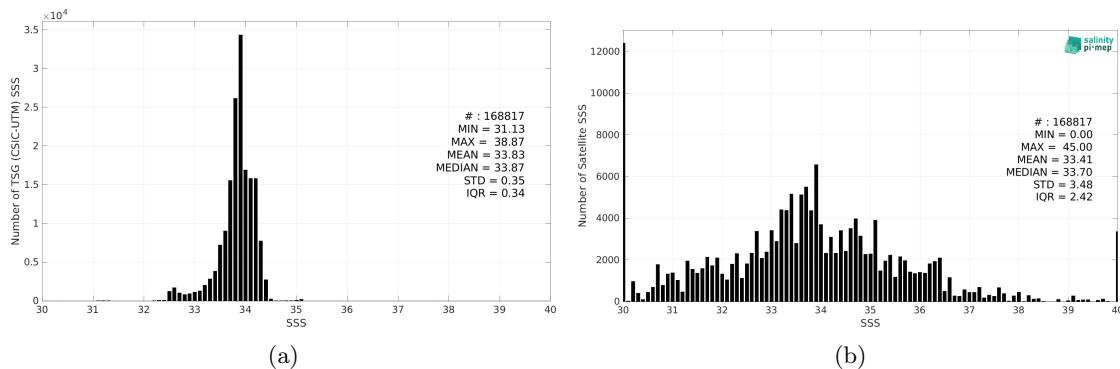 ×10⁴
3.5
3
2.5
2
1.5
1
0.5
0
Number of TSG (CSIC-UTM) SSS
# : 168817
MIN = 31.13
MAX = 38.87
MEAN = 33.83
MEDIAN = 33.87
STD = 0.35
IQR = 0.34
30 31 32 33 34 35 36 37 38 39 40
SSS
(a)
salinity
pi-mep
12000
10000
8000
6000
4000
2000
0
Number of Satellite SSS
# : 168817
MIN = 0.00
MAX = 45.00
MEAN = 33.41
MEDIAN = 33.70
STD = 3.48
IQR = 2.42
30 31 32 33 34 35 36 37 38 39 40
SSS
(b)